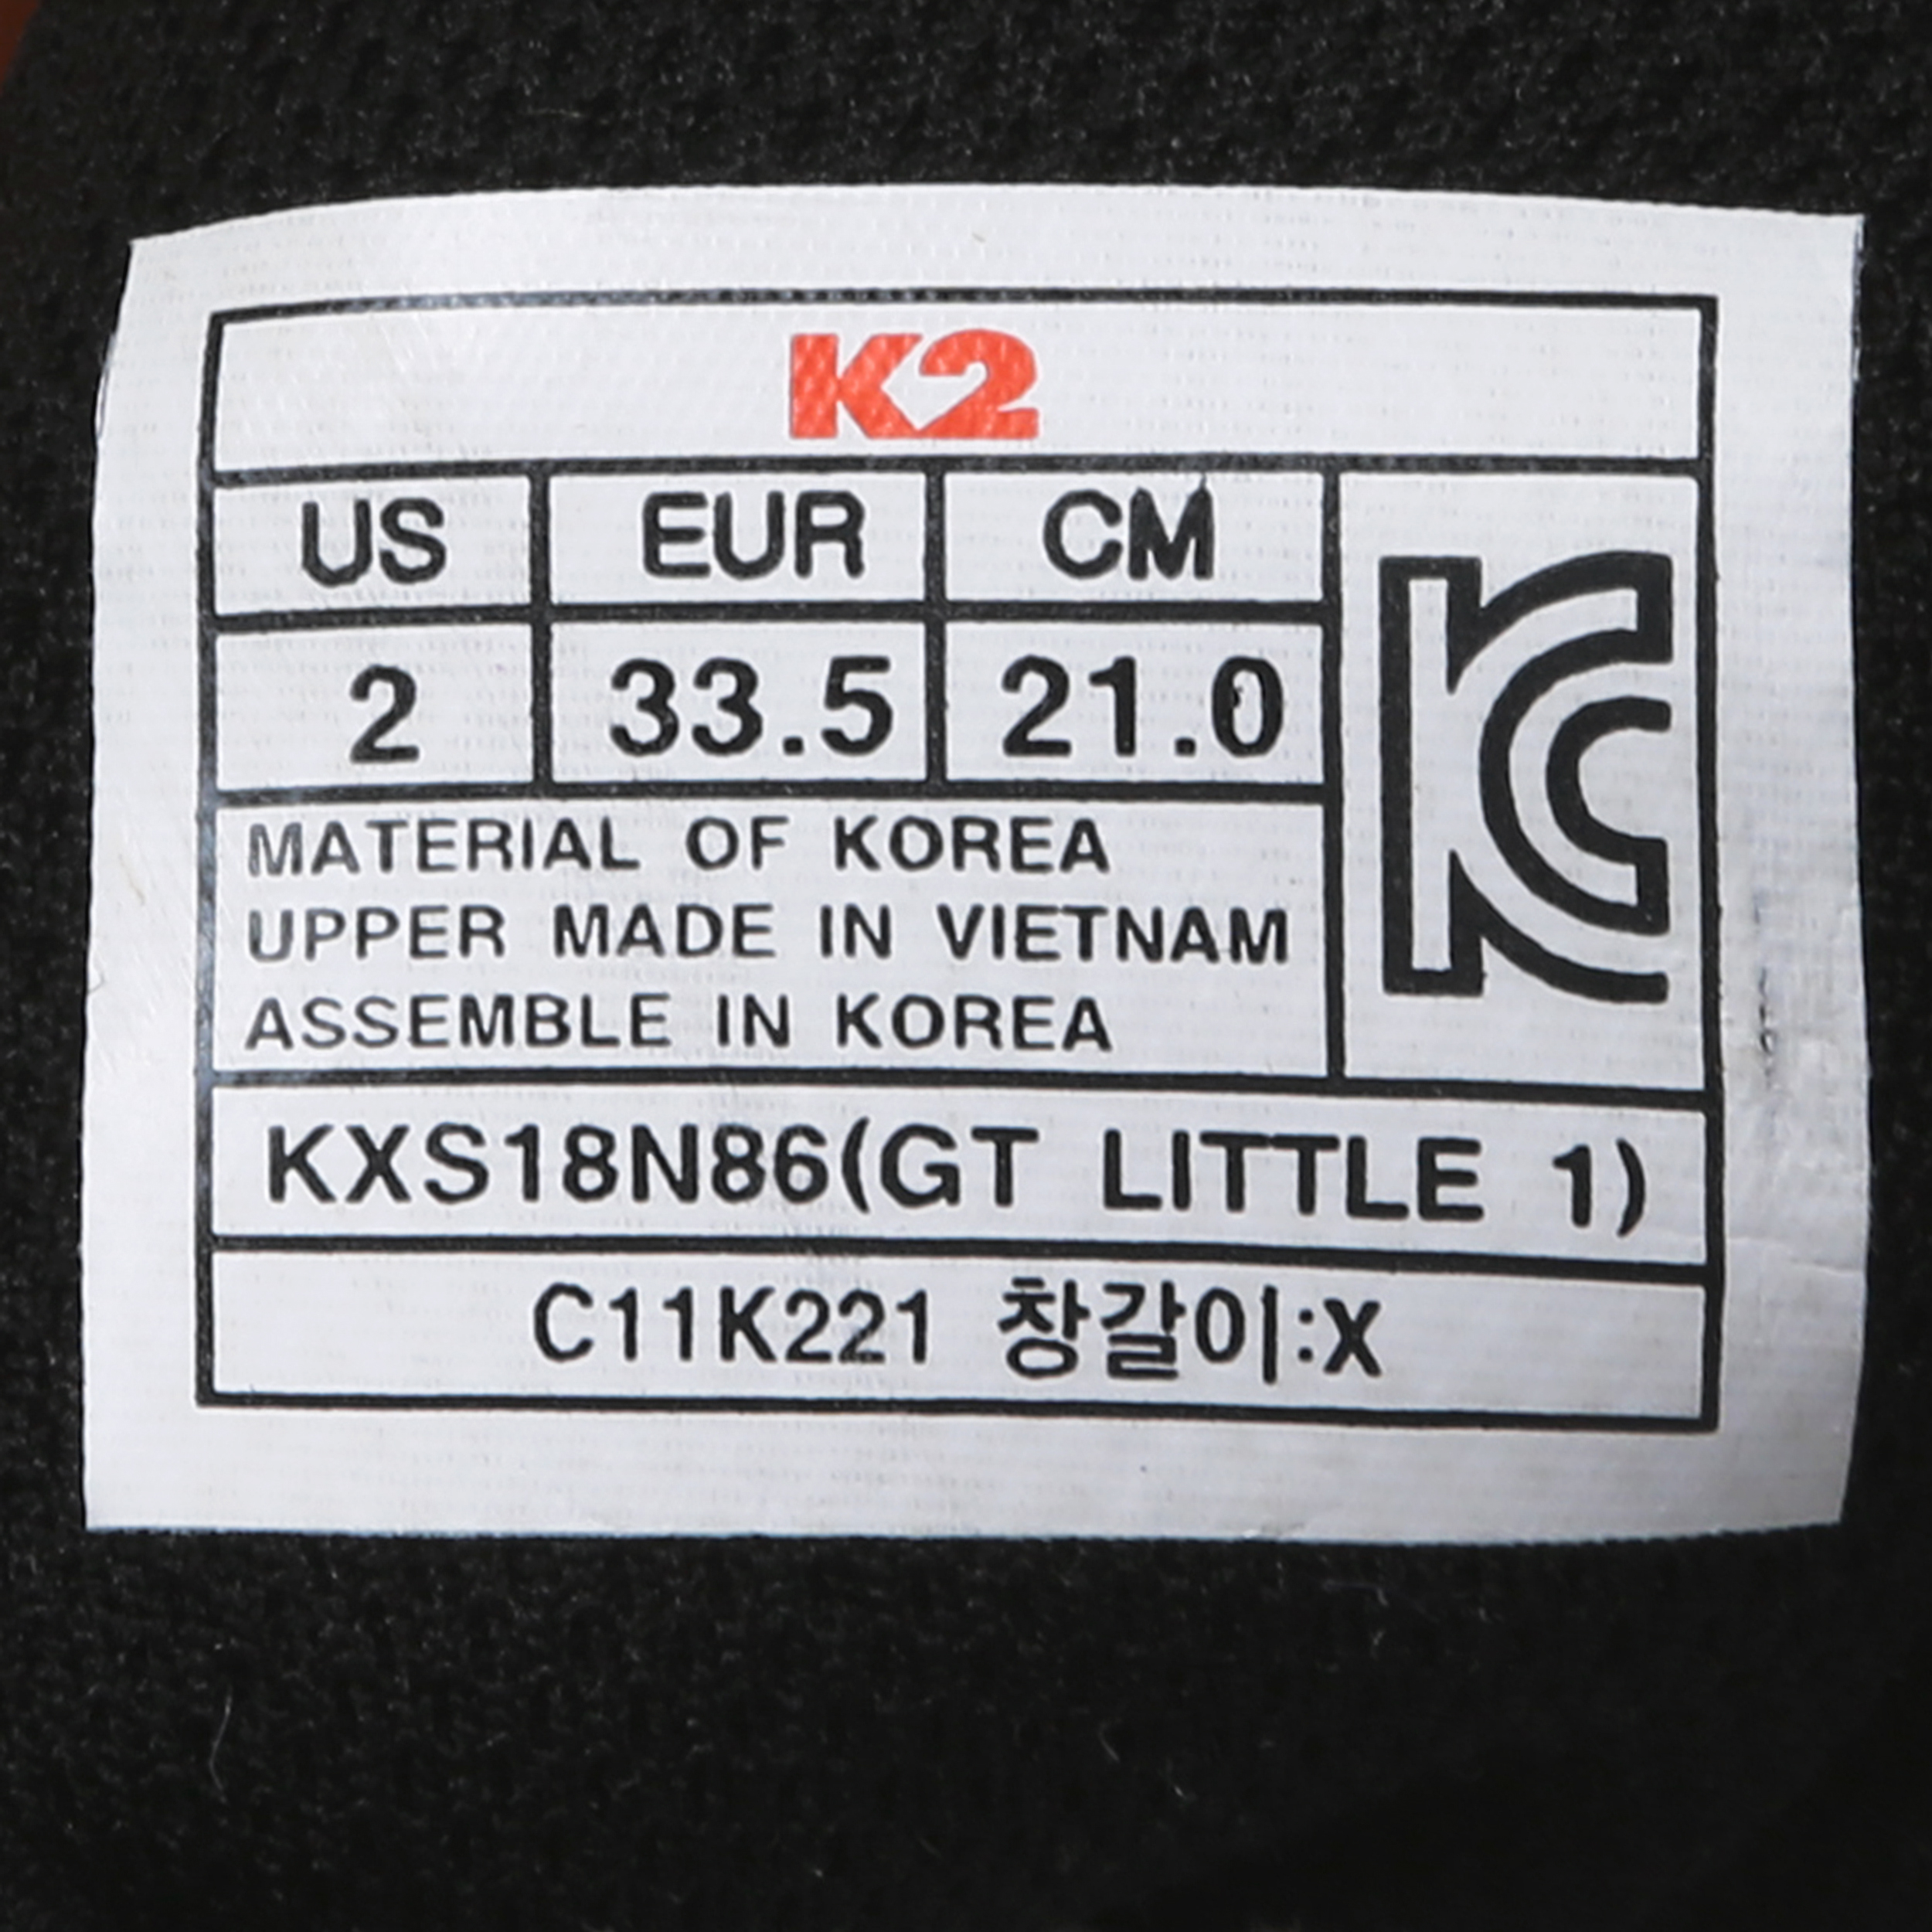 K2
US EUR CM
2 33.5 21.0
MATERIAL OF KOREA
UPPER MADE IN VIETNAM
ASSEMBLE IN KOREA
KC
KXS18N86(GT LITTLE 1)
C11K221 창갈이:X